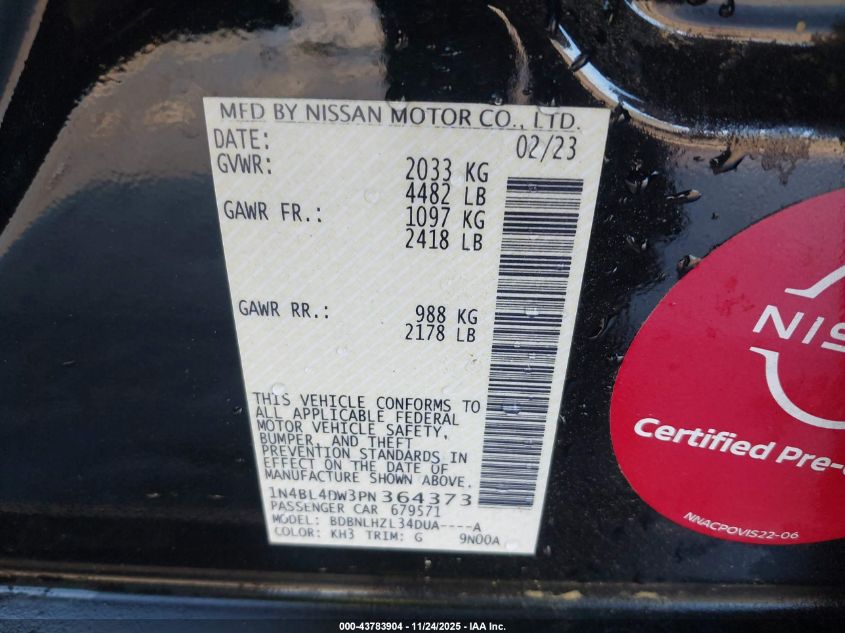 MFD BY NISSAN MOTOR CO., LTD.
DATE: 02/23
GVWR: 2033 KG
4482 LB
GAWR FR.: 1097 KG
2418 LB
GAWR RR.: 988 KG
2178 LB
THIS VEHICLE CONFORMS TO
ALL APPLICABLE FEDERAL
MOTOR VEHICLE SAFETY,
BUMPER, AND THEFT
PREVENTION STANDARDS IN
EFFECT ON THE DATE OF
MANUFACTURE SHOWN ABOVE.
1N4BL4DW3PN364373
PASSENGER CAR 679571
MODEL: BDBNLHZL34DUA----A
COLOR: KH3 TRIM: G 9N00A
NIS
Certified Pre-
NNACPOVIS22-06
000-43783904 - 11/24/2025 - IAA Inc.